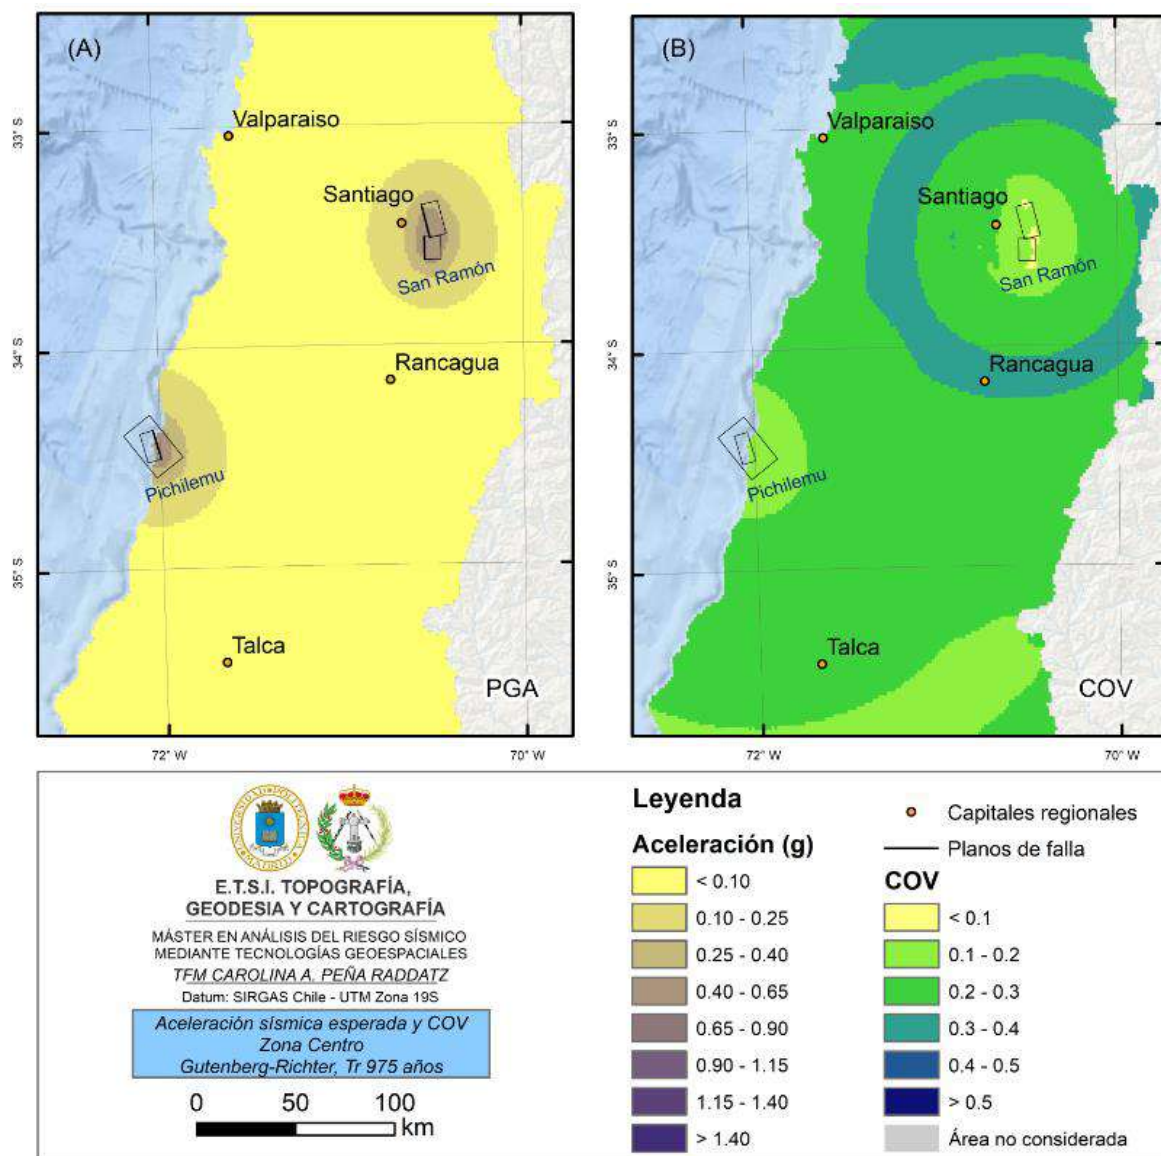 (A)
33° S
34° S
35° S
Valparaiso
Santiago
San Ramón
Rancagua
Pichilemu
Talca
PGA
72° W
70° W
(B)
33° S
34° S
35° S
Valparaiso
Santiago
San Ramón
Rancagua
Pichilemu
Talca
COV
72° W
70° W
E.T.S.I. TOPOGRAFÍA,
GEODESIA Y CARTOGRAFÍA
MÁSTER EN ANÁLISIS DEL RIESGO SÍSMICO
MEDIANTE TECNOLOGÍAS GEOESPACIALES
TFM CAROLINA A. PEÑA RADDATZ
Datum: SIRGAS Chile - UTM Zona 19S
Aceleración sísmica esperada y COV
Zona Centro
Gutenberg-Richter, Tr 975 años
0 50 100
km
Leyenda
Aceleración (g)
< 0.10
0.10 - 0.25
0.25 - 0.40
0.40 - 0.65
0.65 - 0.90
0.90 - 1.15
1.15 - 1.40
> 1.40
Capitales regionales
Planos de falla
COV
< 0.1
0.1 - 0.2
0.2 - 0.3
0.3 - 0.4
0.4 - 0.5
> 0.5
Área no considerada